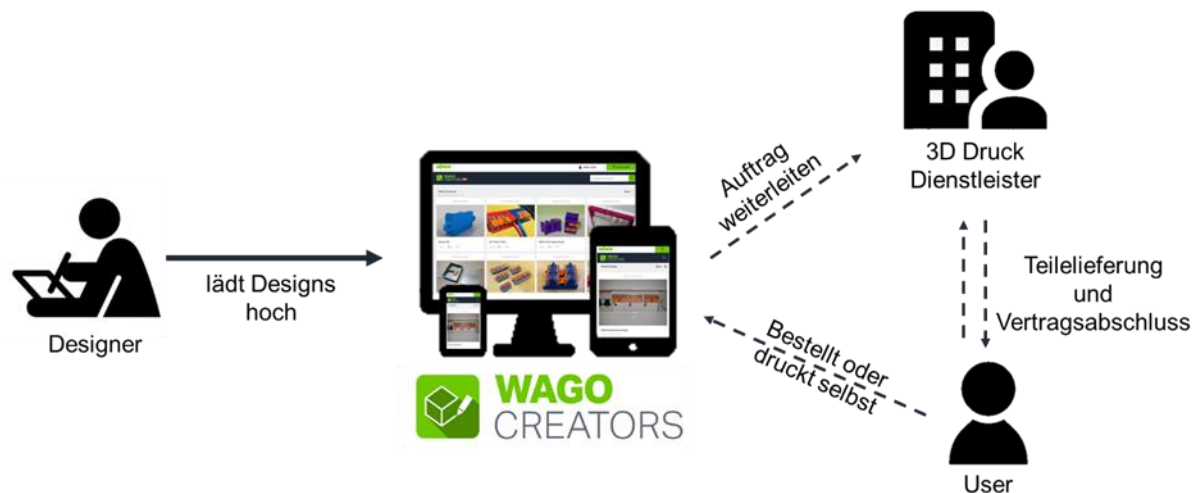 Designer
lädt Designs
hoch
WAGO
CREATORS
Auftrag
weiterleiten
3D Druck
Dienstleister
Teilelieferung
und
Vertragsabschluss
Bestellt oder
druckt selbst
User